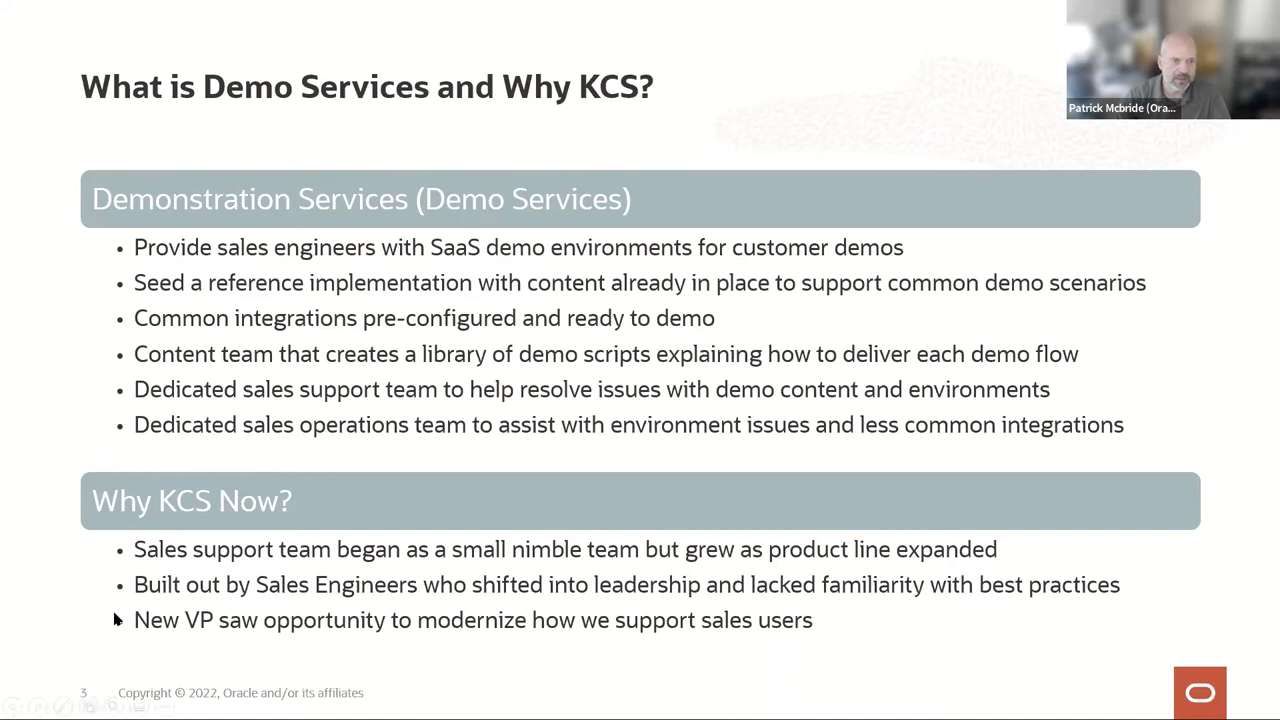 What is Demo Services and Why KCS?
Patrick Mcbride (Ora...
Demonstration Services (Demo Services)
• Provide sales engineers with SaaS demo environments for customer demos
• Seed a reference implementation with content already in place to support common demo scenarios
• Common integrations pre-configured and ready to demo
• Content team that creates a library of demo scripts explaining how to deliver each demo flow
• Dedicated sales support team to help resolve issues with demo content and environments
• Dedicated sales operations team to assist with environment issues and less common integrations
Why KCS Now?
• Sales support team began as a small nimble team but grew as product line expanded
• Built out by Sales Engineers who shifted into leadership and lacked familiarity with best practices
• New VP saw opportunity to modernize how we support sales users
3 Copyright © 2022, Oracle and/or its affiliates